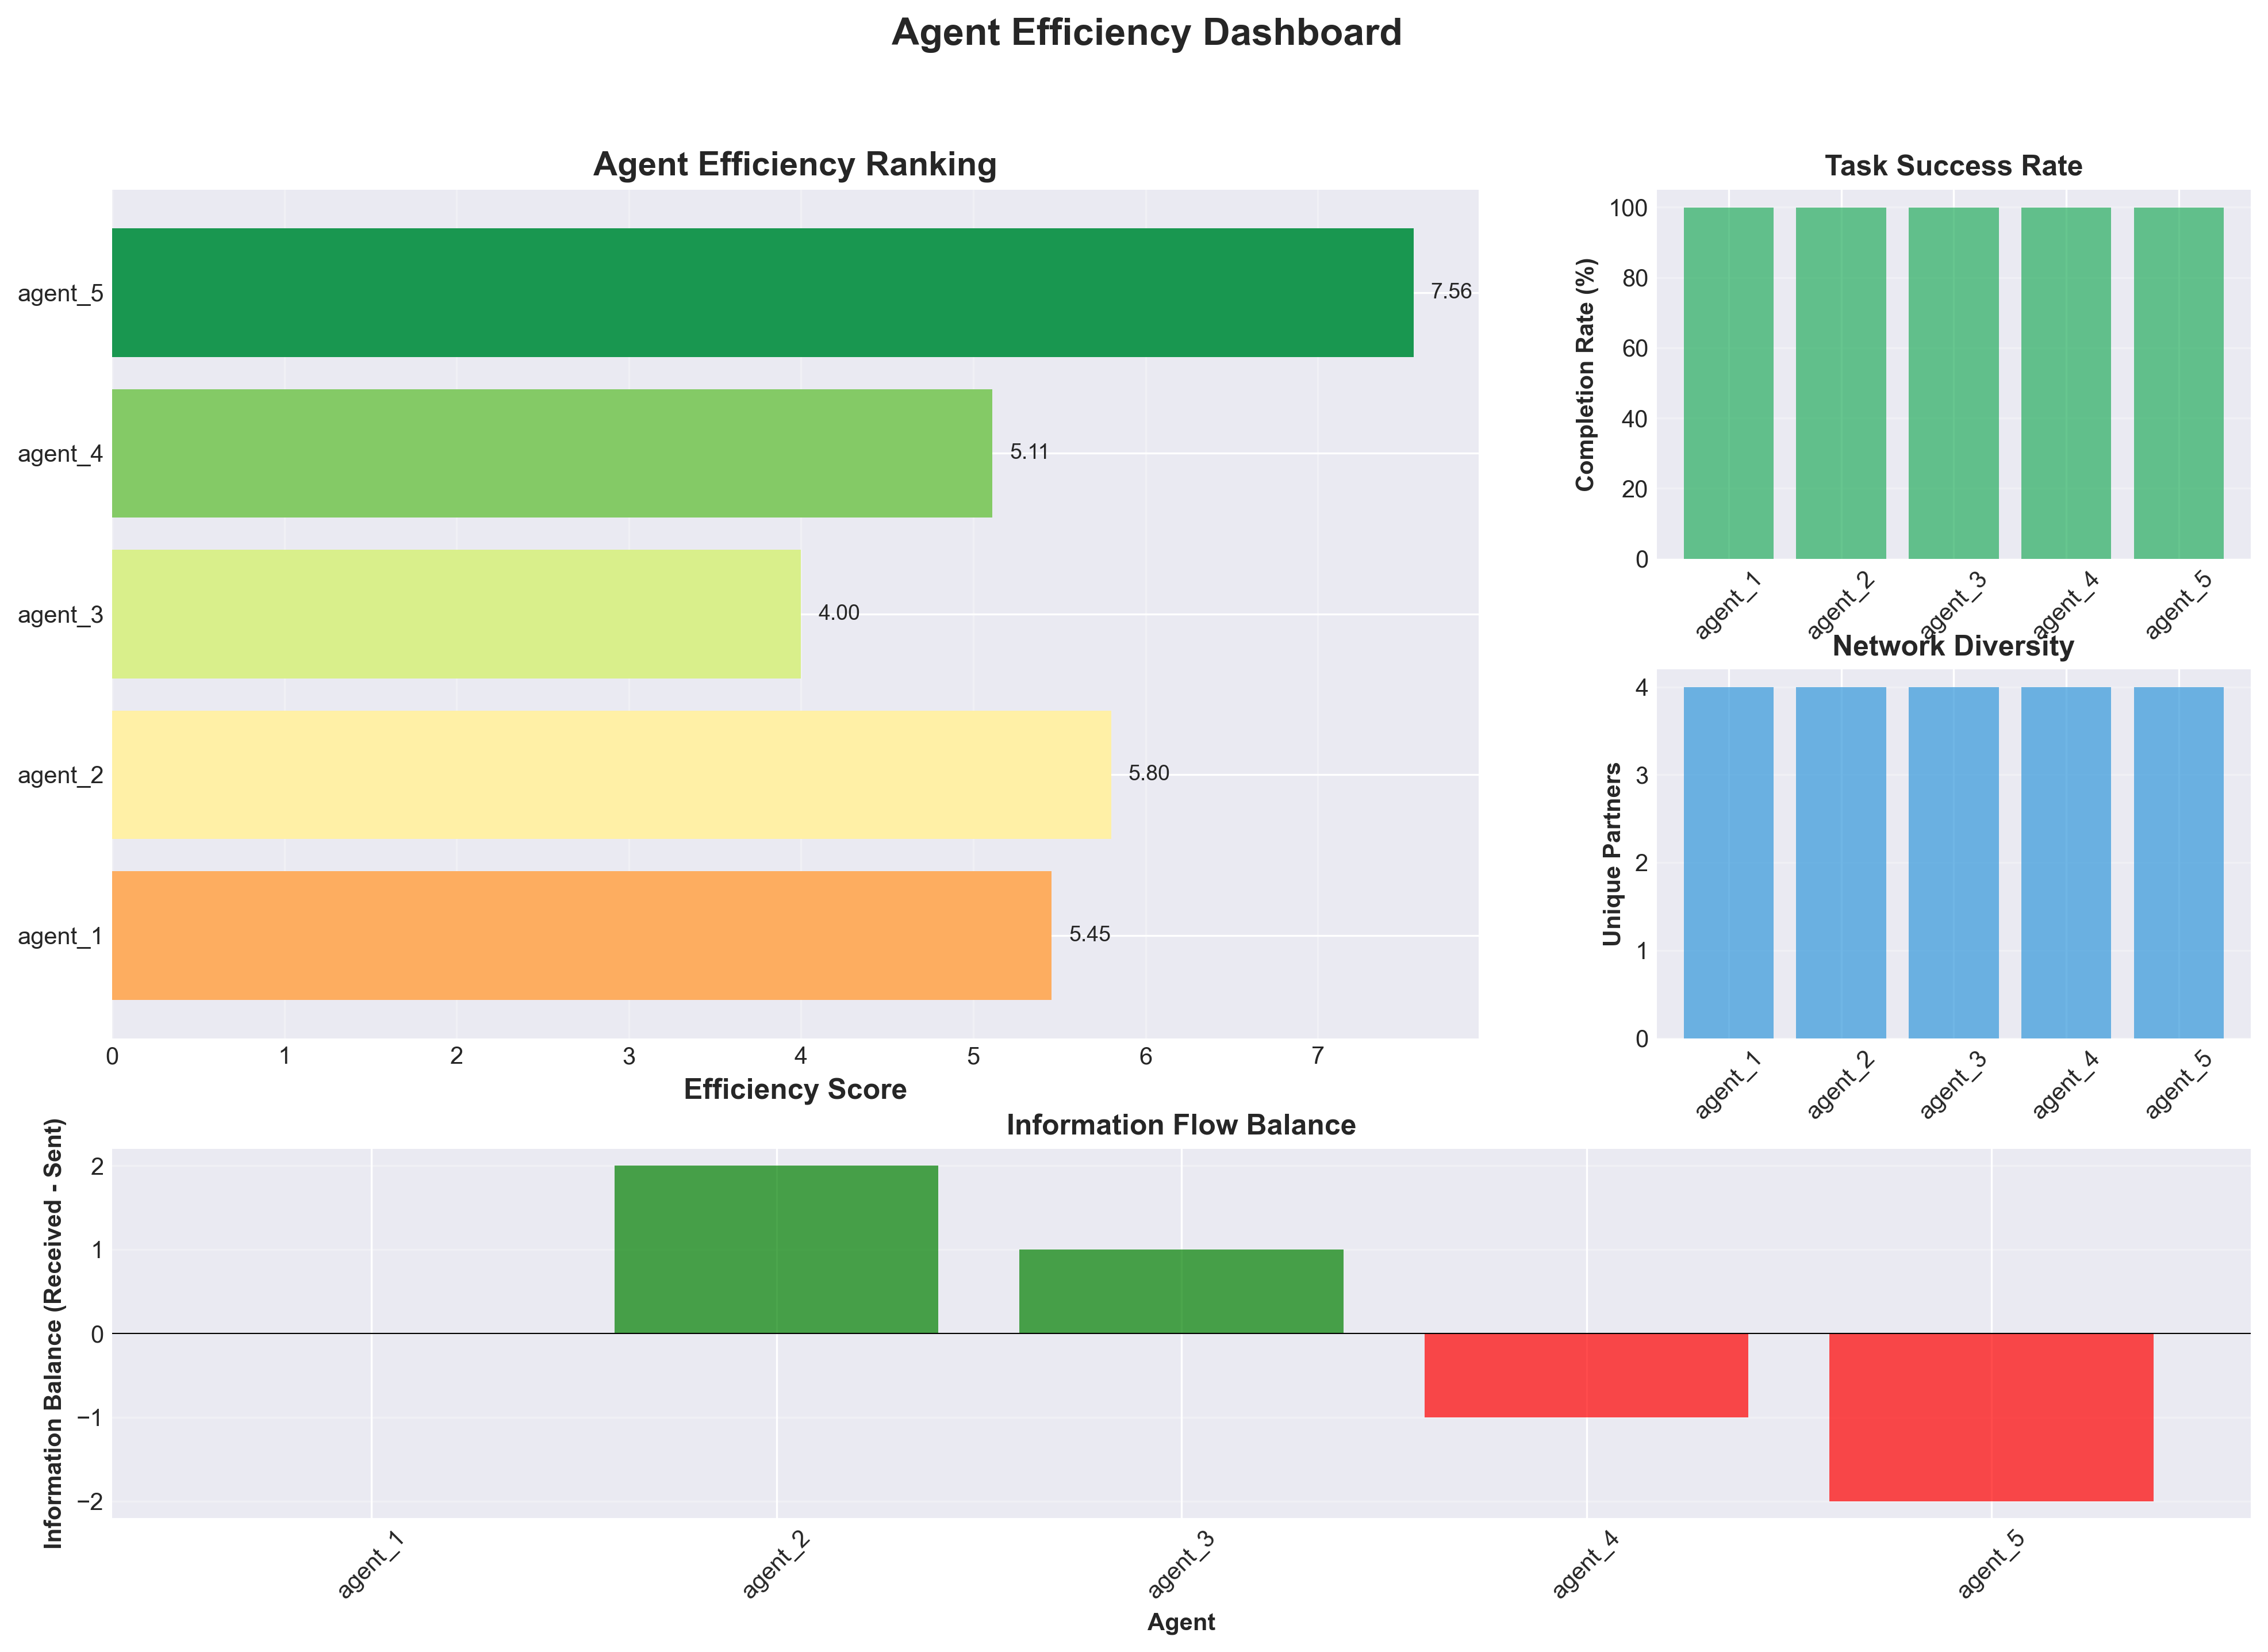 Agent Efficiency Dashboard
Agent Efficiency Ranking
agent_5
7.56
agent_4
5.11
agent_3
4.00
agent_2
5.80
agent_1
5.45
0 1 2 3 4 5 6 7
Efficiency Score
Task Success Rate
Completion Rate (%)
100
80
60
40
20
0
agent_1 agent_2 agent_3 agent_4 agent_5
Network Diversity
Unique Partners
4
3
2
1
0
agent_1 agent_2 agent_3 agent_4 agent_5
Information Flow Balance
Information Balance (Received - Sent)
2
1
0
−1
−2
agent_1 agent_2 agent_3 agent_4 agent_5
Agent